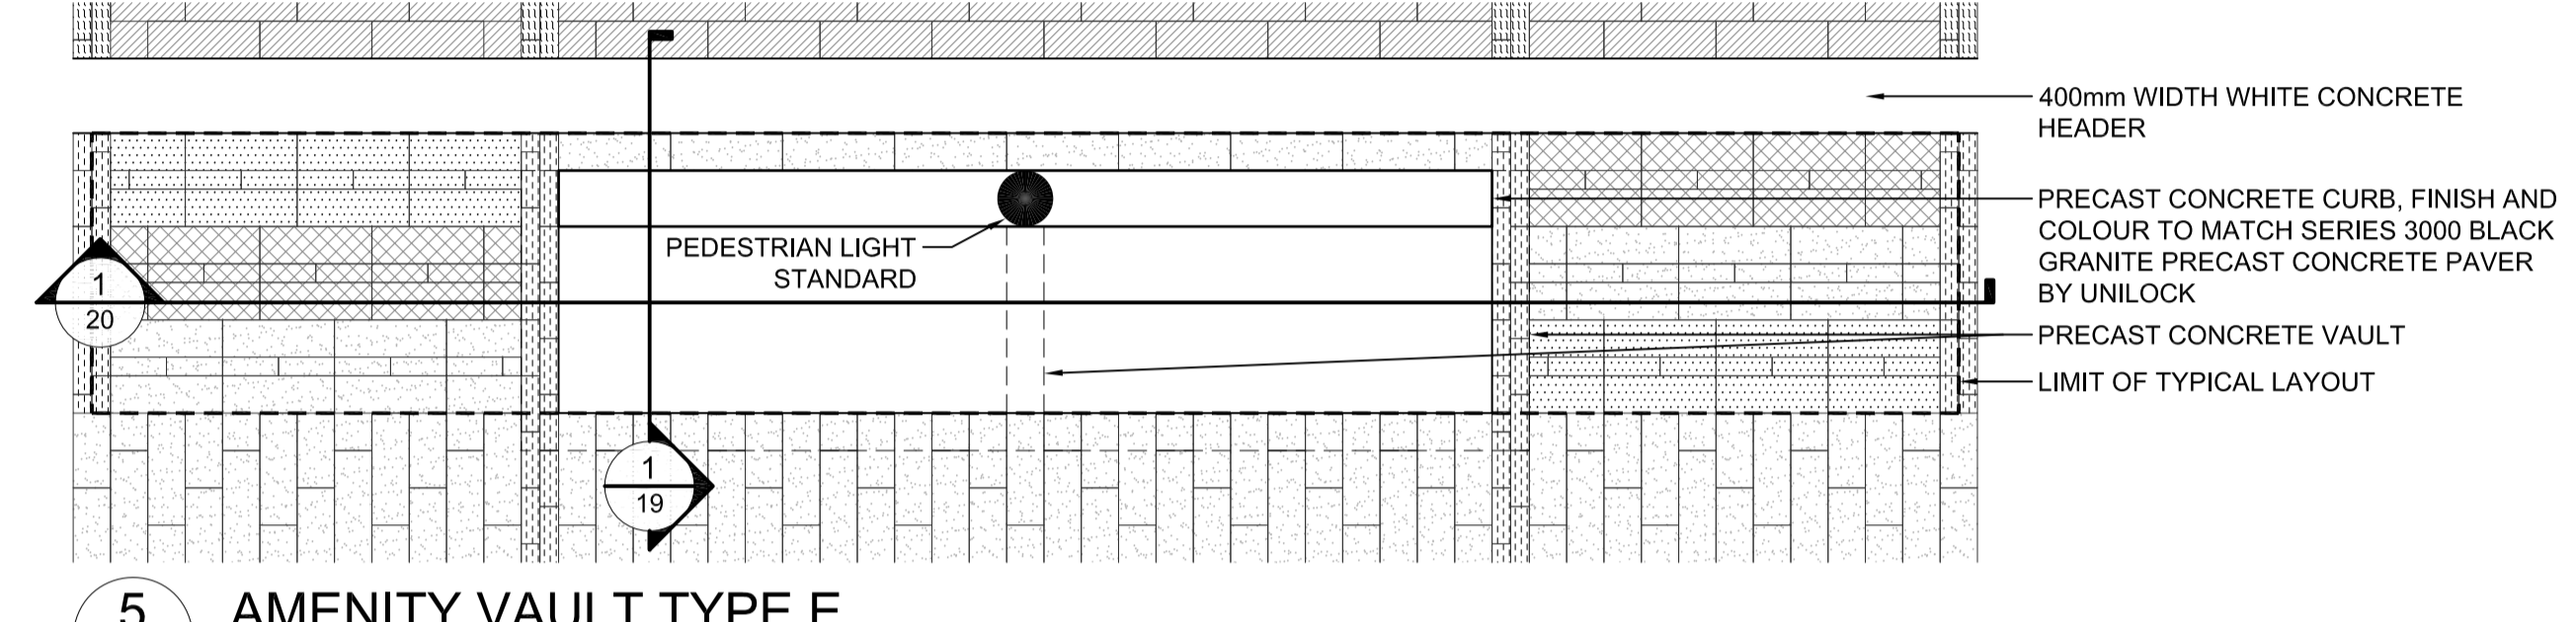 400mm WIDTH WHITE CONCRETE
HEADER
PRECAST CONCRETE CURB, FINISH AND
COLOUR TO MATCH SERIES 3000 BLACK
GRANITE PRECAST CONCRETE PAVER
BY UNILOCK
PEDESTRIAN LIGHT
STANDARD
1
20
PRECAST CONCRETE VAULT
LIMIT OF TYPICAL LAYOUT
1
19
5
AMENITY VAULT TYPE